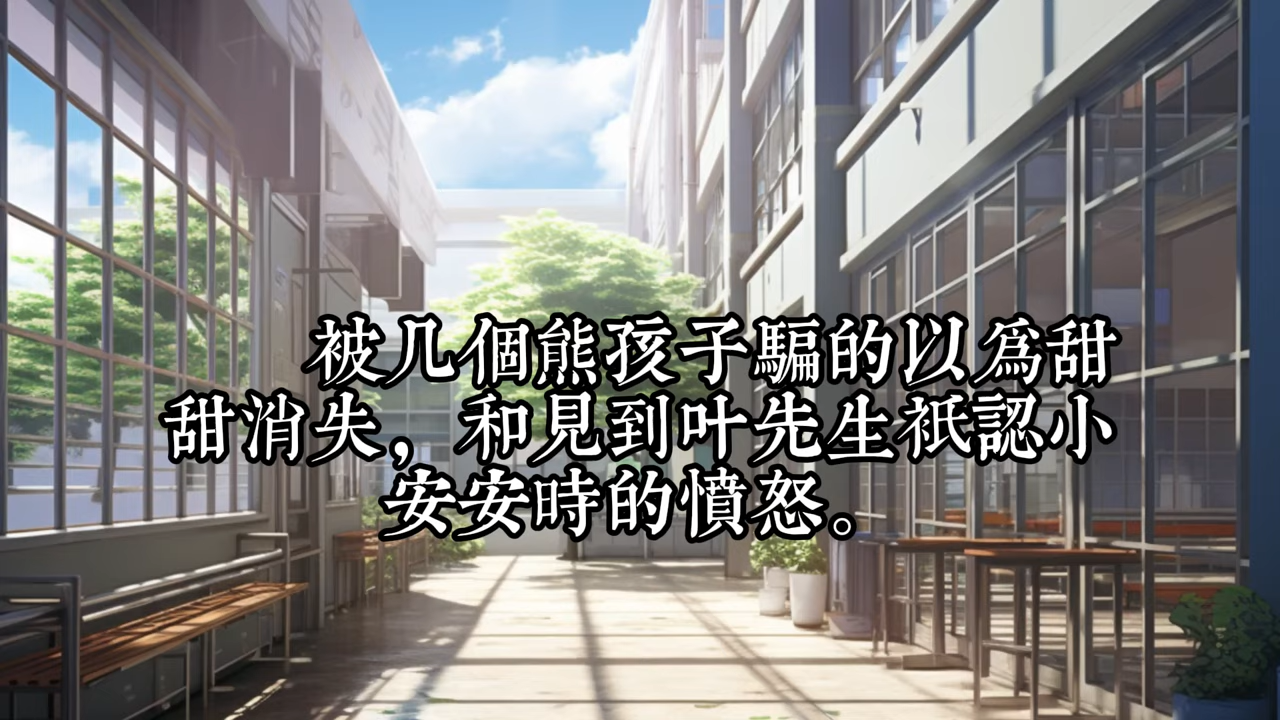 被几個熊孩子騙的以爲甜
甜消失，和見到叶先生衹認小
安安時的憤怒。